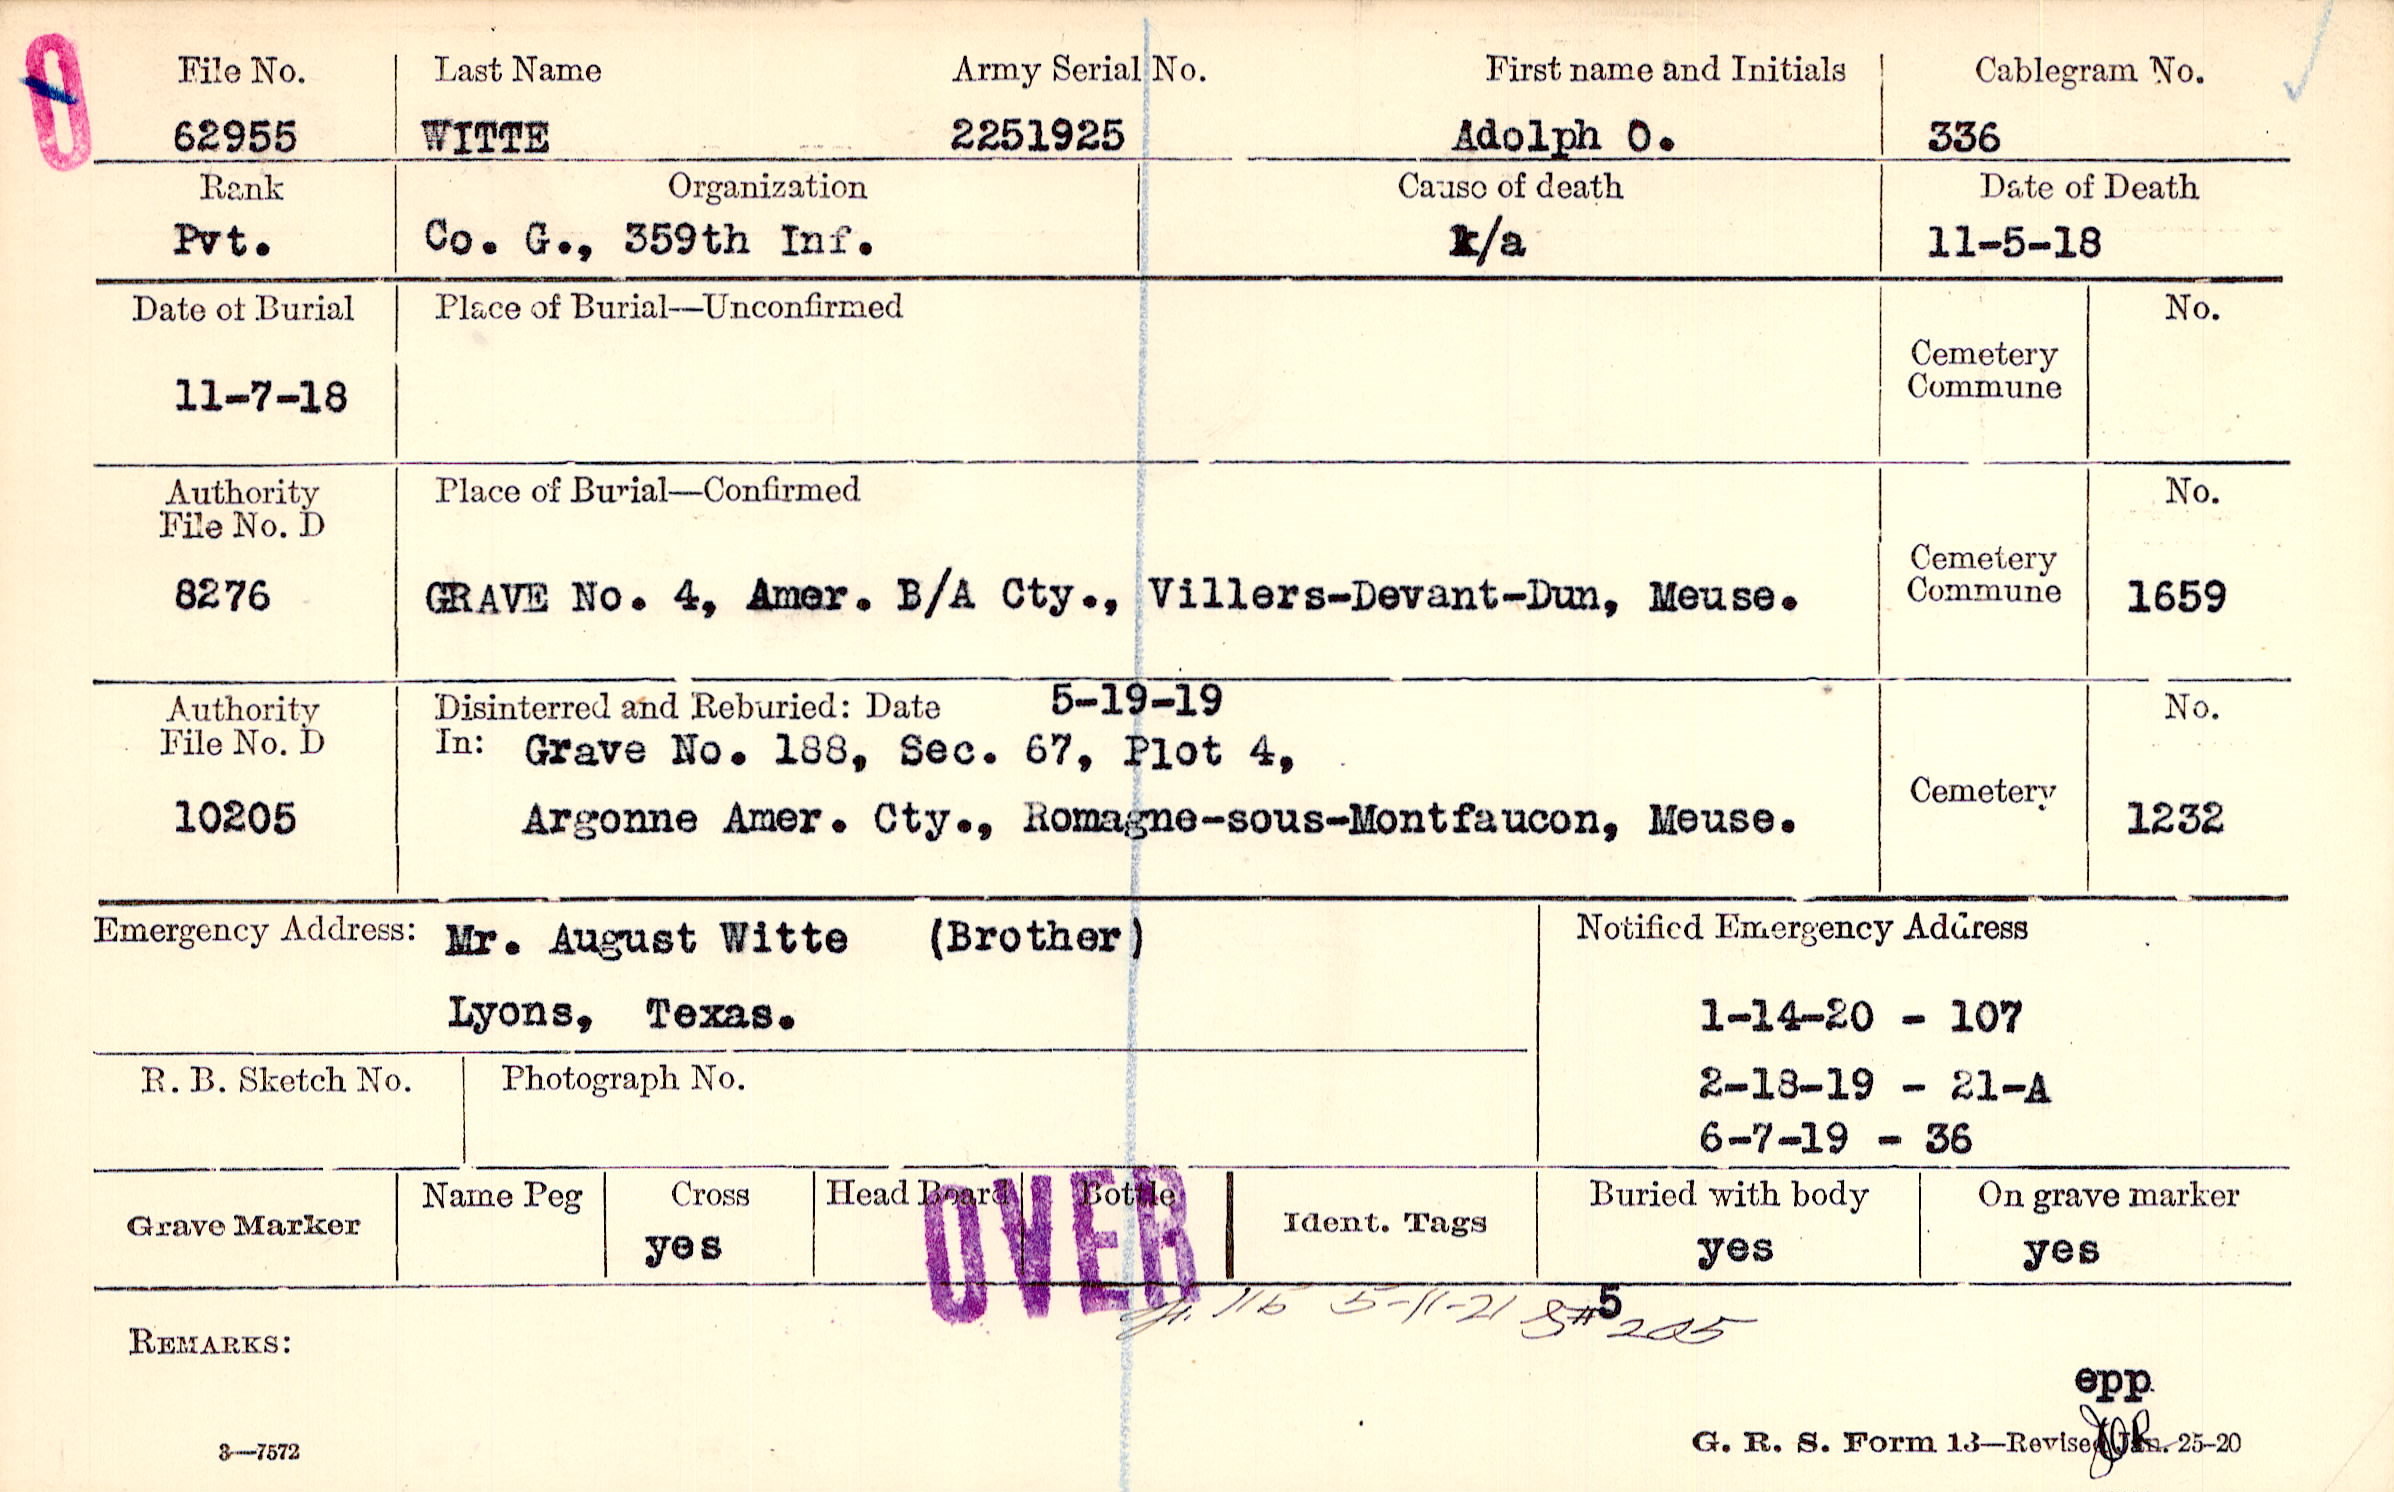 File No. Last Name Army Serial No. First name and Initials Cablegram No.
62955 WITTE 2251925 Adolph O. 336
Rank Organization Cause of death Date of Death
Pvt. Co. G., 359th Inf. k/a 11-5-18
Date of Burial Place of Burial—Unconfirmed No.
Cemetery
Commune
11-7-18
Authority Place of Burial—Confirmed No.
File No. D
Cemetery
Commune
8276 GRAVE No. 4, Amer. B/A Cty., Villers-Devant-Dun, Meuse. 1659
Authority Disinterred and Reburied: Date 5-19-19 No.
File No. D In: Grave No. 188, Sec. 67, Plot 4,
Cemetery
10205 Argonne Amer. Cty., Romagne-sous-Montfaucon, Meuse. 1232
Emergency Address: Mr. August Witte (Brother) Notified Emergency Address
Lyons, Texas. 1-14-20 - 107
R. B. Sketch No. Photograph No. 2-18-19 - 21-A
6-7-19 - 36
Grave Marker Name Peg Cross Head Board Bottle Ident. Tags Buried with body On grave marker
yes yes yes
OVER
115 5-11-21 S#205
5
REMARKS:
epp
3—7572 G. R. S. Form 13—Revised Jan. 25-20